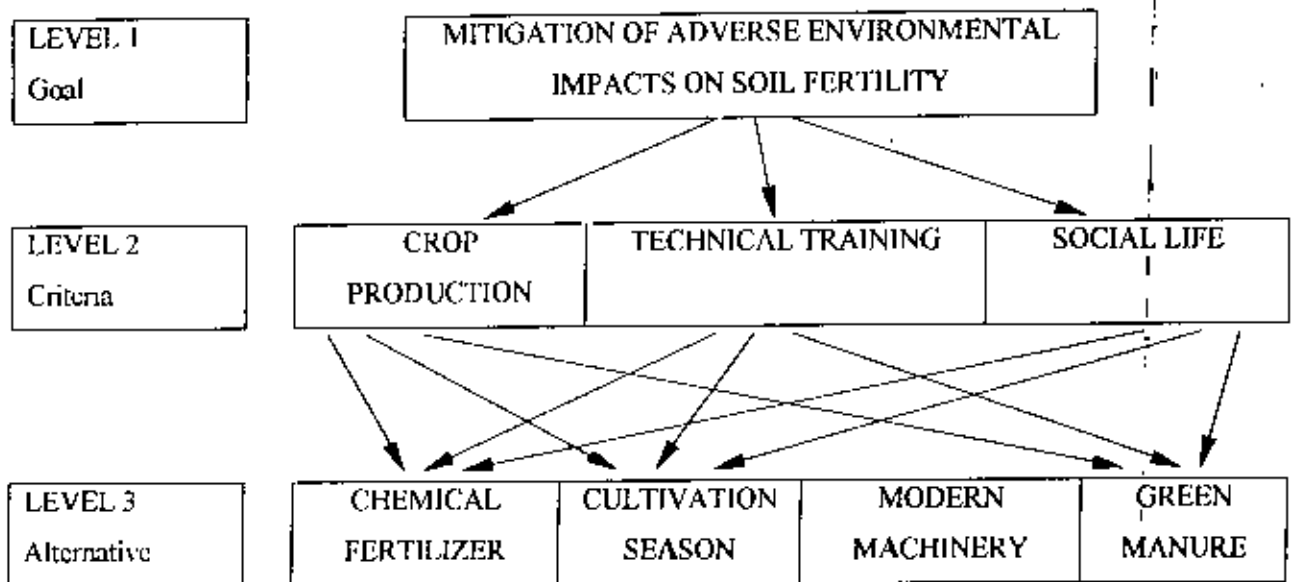 LEVEL 1
Goal
MITIGATION OF ADVERSE ENVIRONMENTAL
IMPACTS ON SOIL FERTILITY
LEVEL 2
Criteria
CROP
PRODUCTION
TECHNICAL TRAINING
SOCIAL LIFE
LEVEL 3
Alternative
CHEMICAL
FERTILIZER
CULTIVATION
SEASON
MODERN
MACHINERY
GREEN
MANURE